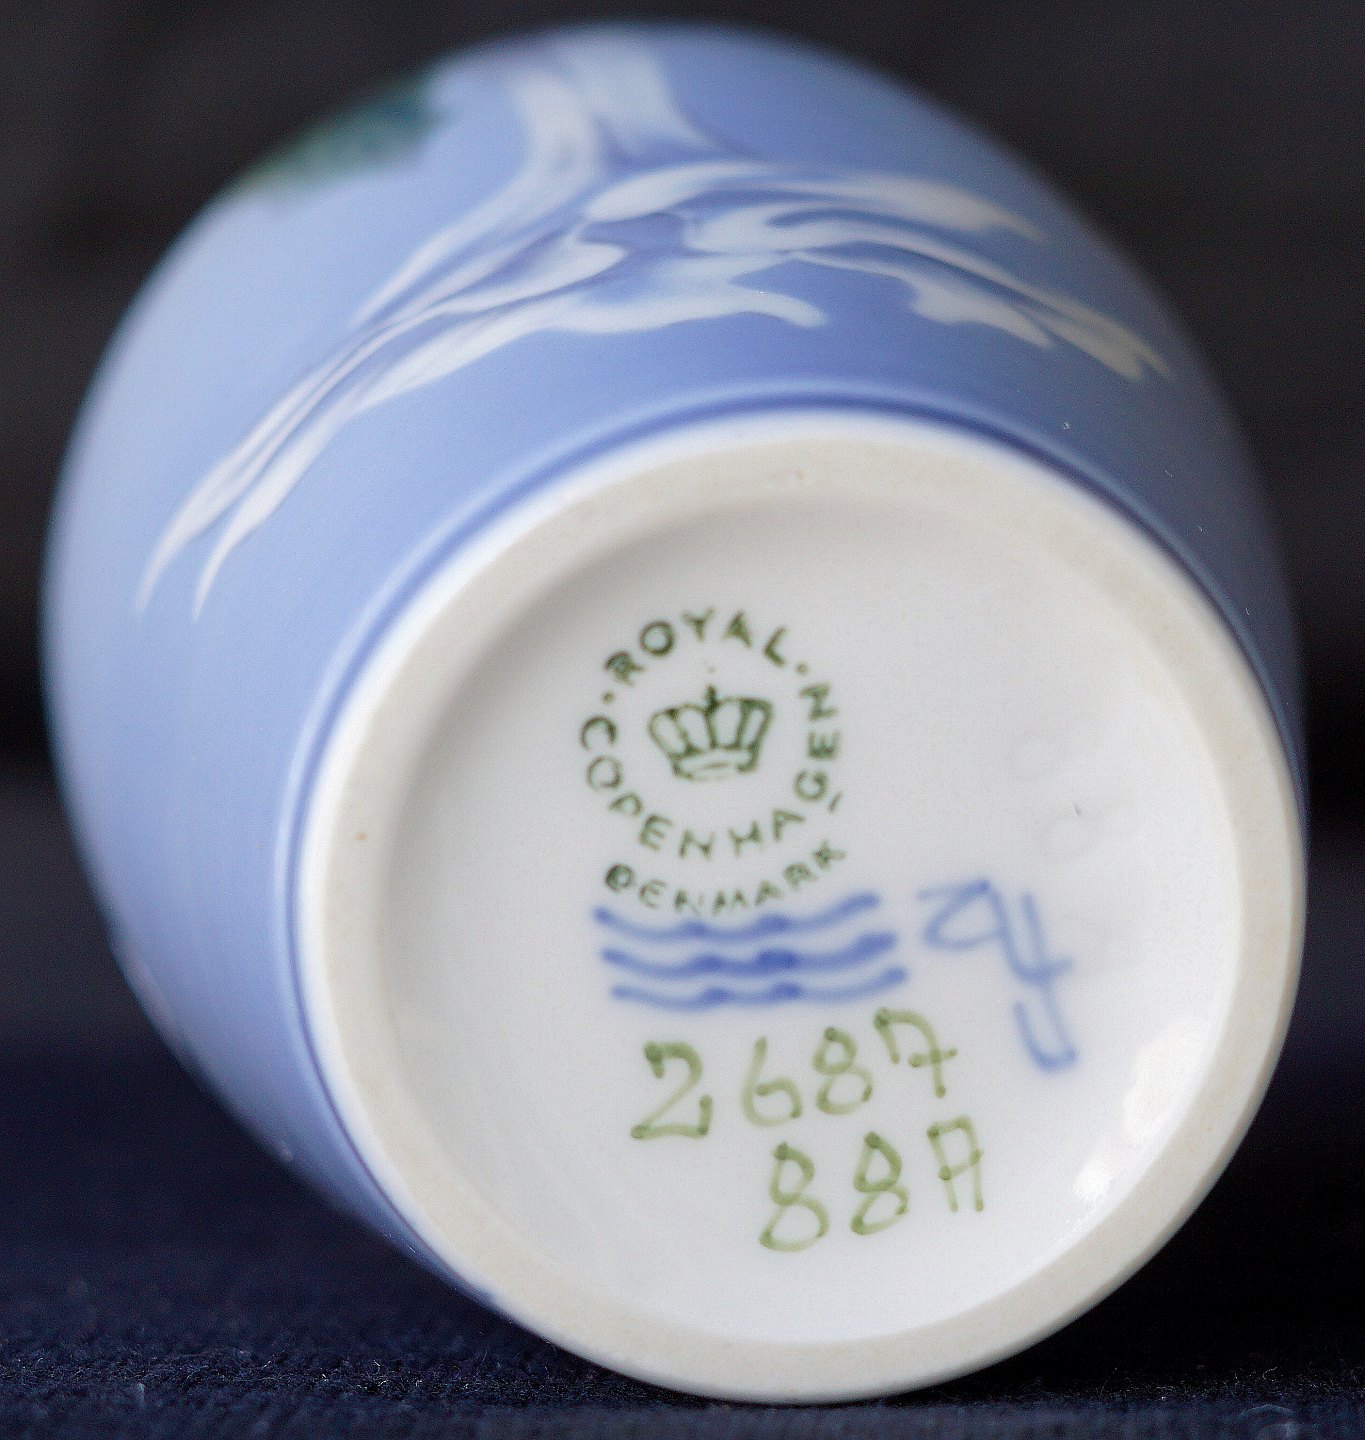 ROYAL
COPENHAGEN
DENMARK
2687
88A